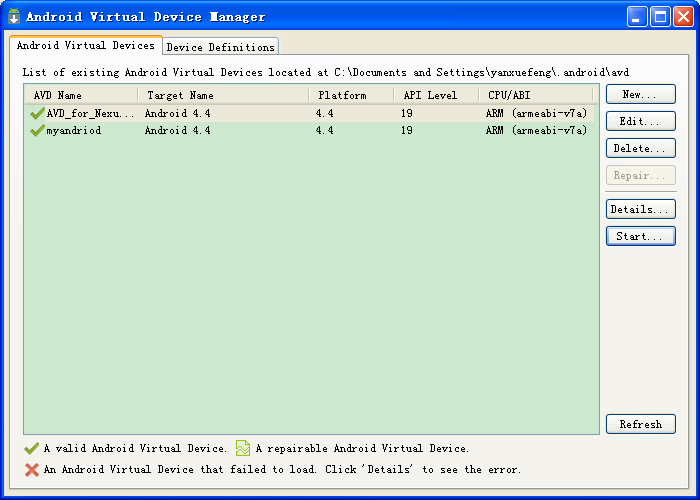 Android Virtual Device Manager
Android Virtual Devices Device Definitions
List of existing Android Virtual Devices located at C:\Documents and Settings\yanxuefeng\.android\avd
AVD Name Target Name Platform API Level CPU/ABI
AVD_for_Nexu... Android 4.4 4.4 19 ARM (armeabi-v7a)
myandriod Android 4.4 4.4 19 ARM (armeabi-v7a)
New...
Edit...
Delete...
Repair...
Details...
Start...
Refresh
A valid Android Virtual Device. A repairable Android Virtual Device.
An Android Virtual Device that failed to load. Click 'Details' to see the error.